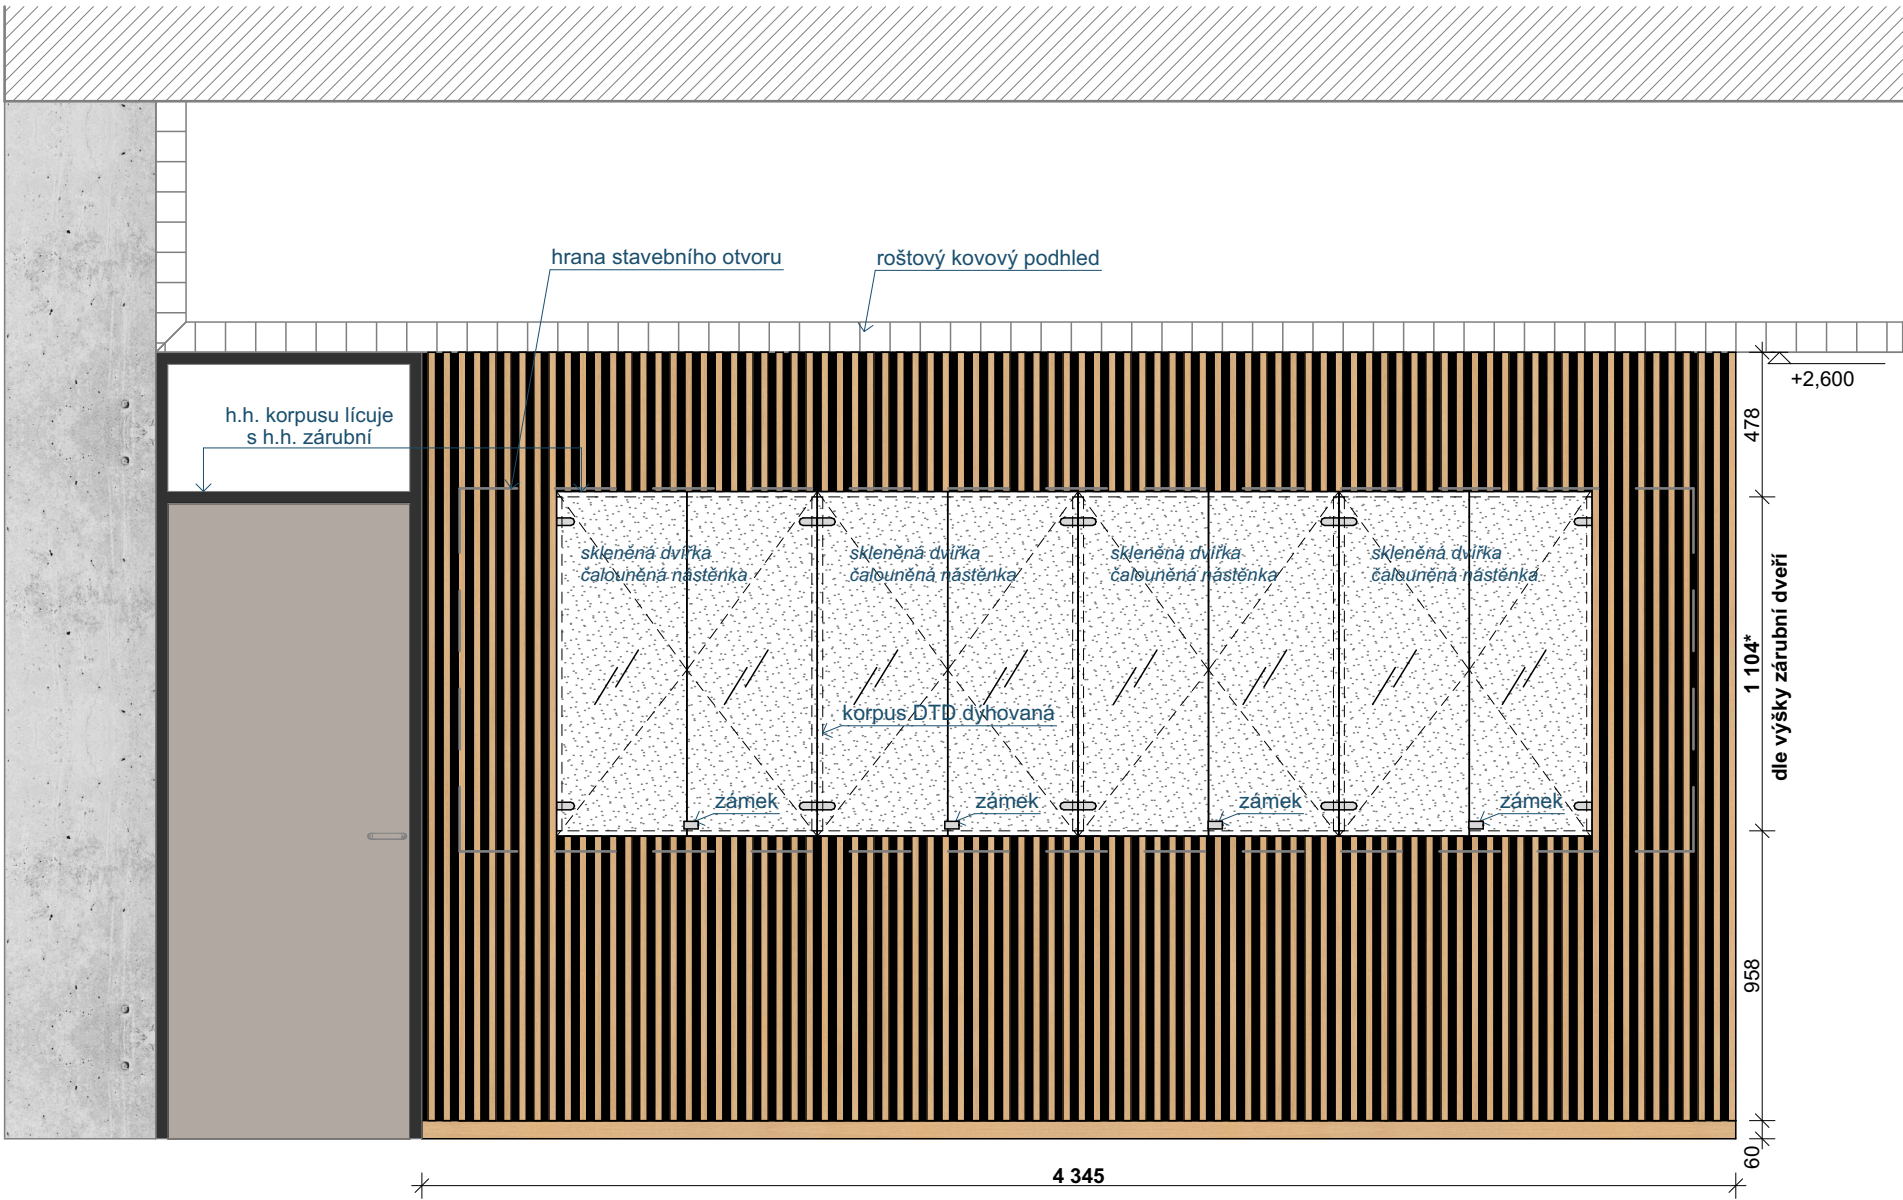 hrana stavebního otvoru
roštový kovový podhled
+2,600
h.h. korpusu lícuje
s h.h. zárubní
478
skleněná dvířka
čalouněná nástěnka
skleněná dvířka
čalouněná nástěnka
skleněná dvířka
čalouněná nástěnka
skleněná dvířka
čalouněná nástěnka
1 104*
dle výšky zárubní dveří
korpus DTD dýhovaná
zámek
zámek
zámek
zámek
958
60
4 345